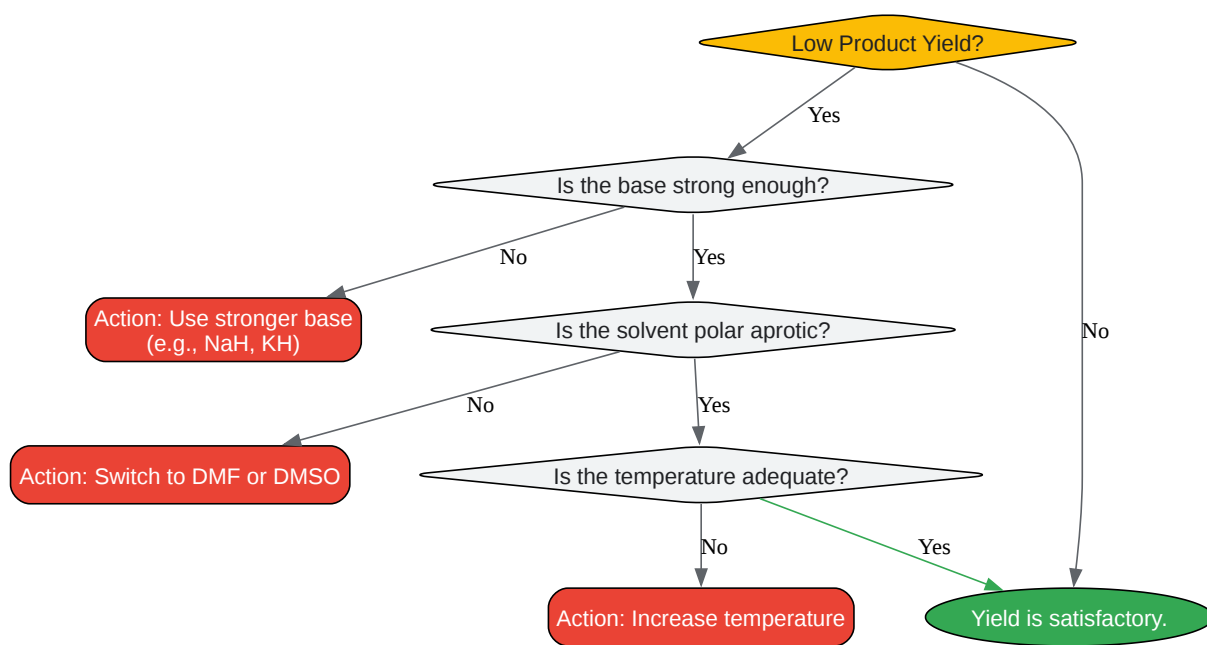 Low Product Yield?
Yes
Is the base strong enough?
No
Yes
Action: Use stronger base
(e.g., NaH, KH)
Is the solvent polar aprotic?
No
No
Yes
Action: Switch to DMF or DMSO
Is the temperature adequate?
No
Yes
Action: Increase temperature
Yield is satisfactory.